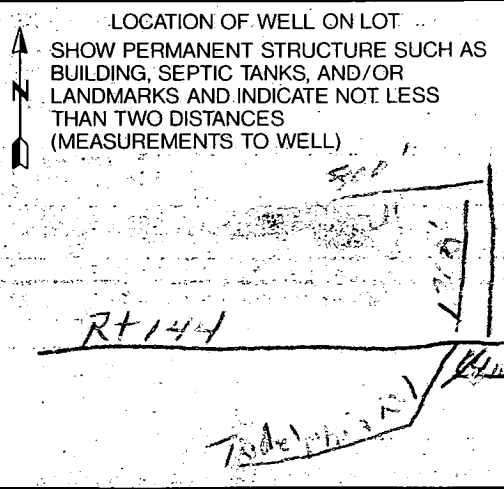 LOCATION OF WELL ON LOT
SHOW PERMANENT STRUCTURE SUCH AS
BUILDING, SEPTIC TANKS, AND/OR
N LANDMARKS AND INDICATE NOT LESS
THAN TWO DISTANCES
(MEASUREMENTS TO WELL)
Rt 144